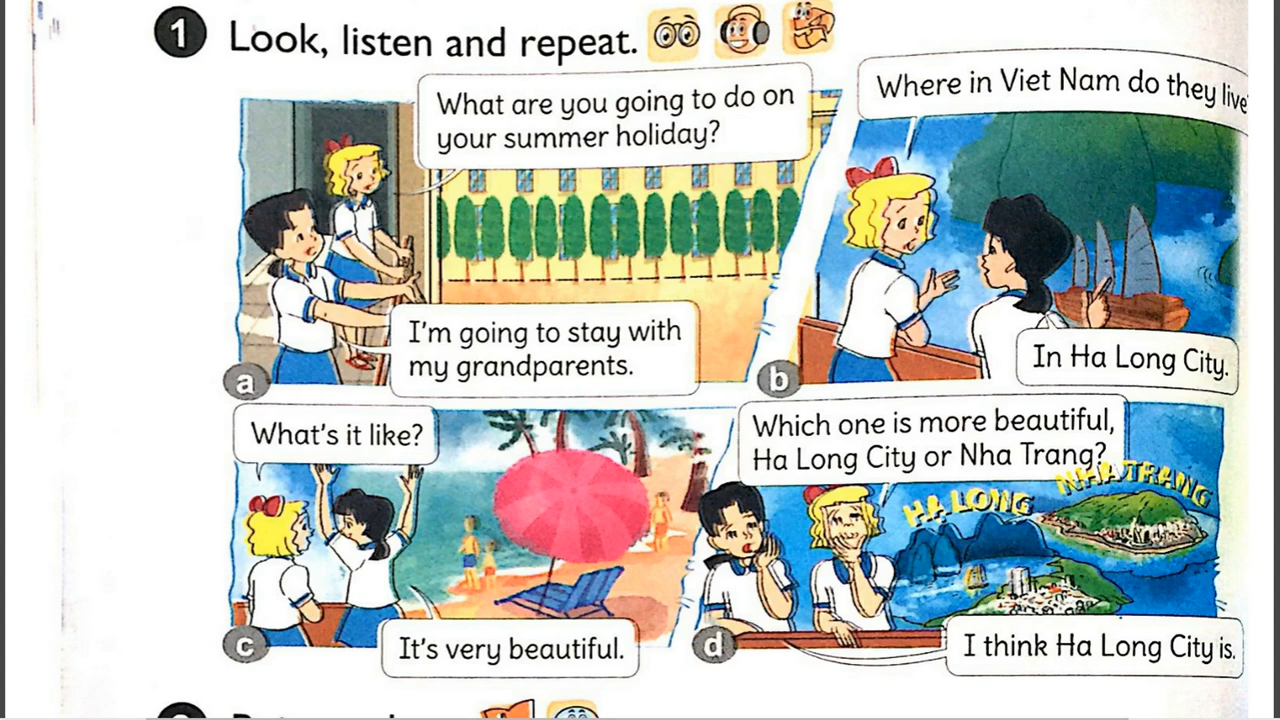 1 Look, listen and repeat.
What are you going to do on
your summer holiday?
I'm going to stay with
my grandparents.
a
Where in Viet Nam do they live
In Ha Long City.
b
What's it like?
It's very beautiful.
c
Which one is more beautiful,
Ha Long City or Nha Trang?
HA LONG
NHA TRANG
I think Ha Long City is.
d